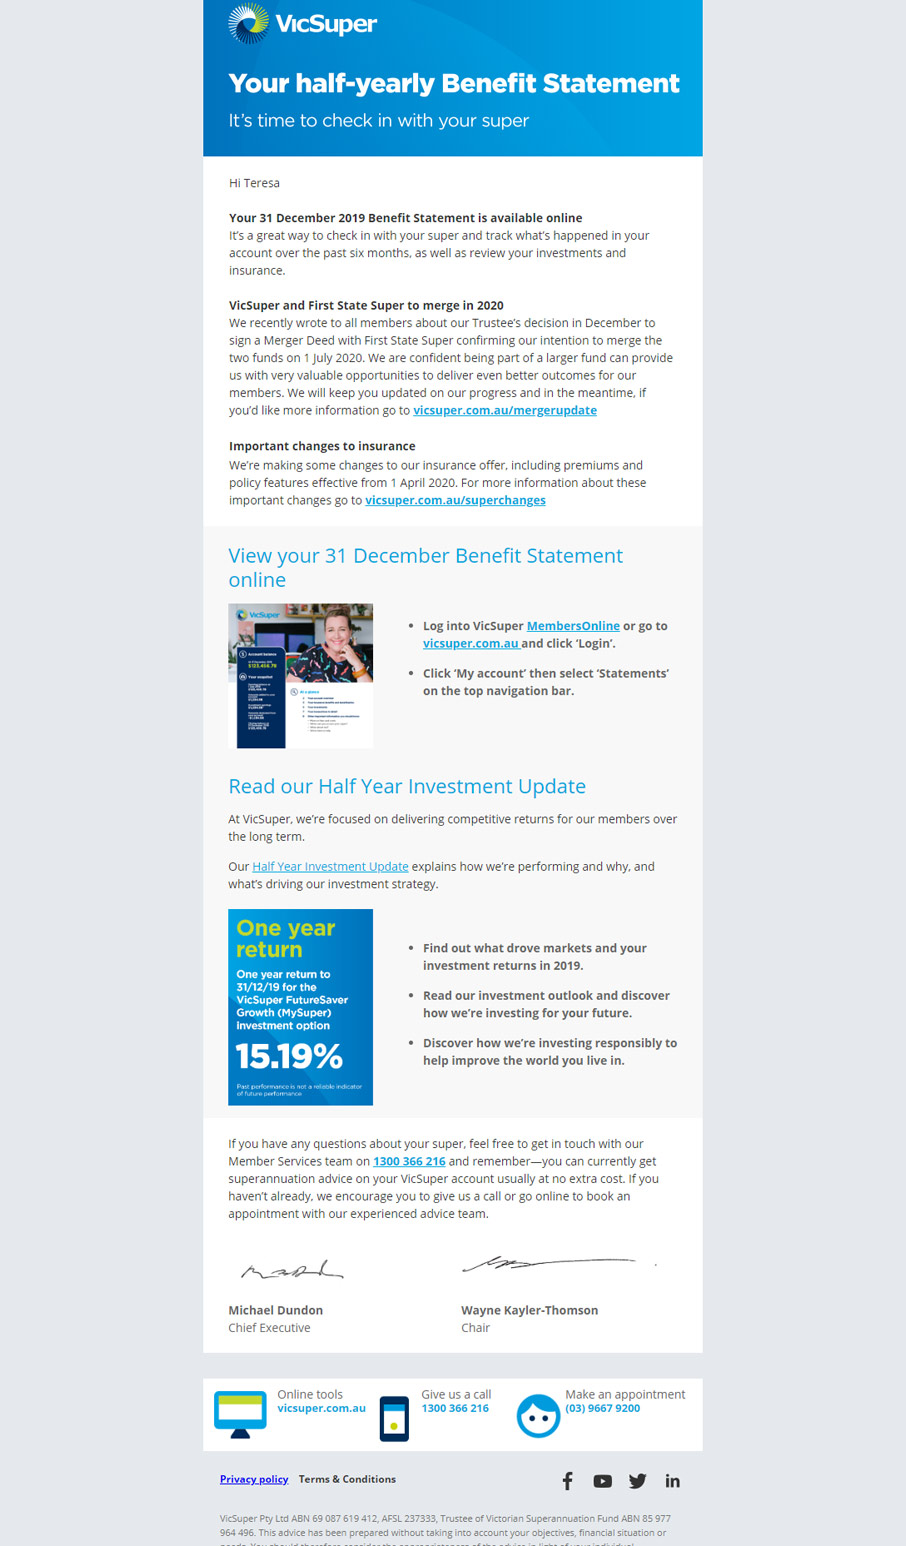 VicSuper
Your half-yearly Benefit Statement
It's time to check in with your super
Hi Teresa
Your 31 December 2019 Benefit Statement is available online
It's a great way to check in with your super and track what's happened in your
account over the past six months, as well as review your investments and
insurance.
VicSuper and First State Super to merge in 2020
We recently wrote to all members about our Trustee's decision in December to
sign a Merger Deed with First State Super confirming our intention to merge the
two funds on 1 July 2020. We are confident being part of a larger fund can provide
us with very valuable opportunities to deliver even better outcomes for our
members. We will keep you updated on our progress and in the meantime, if
you'd like more information go to vicsuper.com.au/mergerupdate
Important changes to insurance
We're making some changes to our insurance offer, including premiums and
policy features effective from 1 April 2020. For more information about these
important changes go to vicsuper.com.au/superchanges
View your 31 December Benefit Statement
online
VicSuper
Account balance
$123,456.78
Your snapshot
At a glance
• Log into VicSuper MembersOnline or go to
vicsuper.com.au and click 'Login'.
• Click 'My account' then select 'Statements'
on the top navigation bar.
Read our Half Year Investment Update
At VicSuper, we're focused on delivering competitive returns for our members over
the long term.
Our Half Year Investment Update explains how we're performing and why, and
what's driving our investment strategy.
One year
return
One year return to
31/12/19 for the
VicSuper FutureSaver
Growth (MySuper)
investment option
15.19%
Past performance is not a reliable indicator
of future performance
• Find out what drove markets and your
investment returns in 2019.
• Read our investment outlook and discover
how we're investing for your future.
• Discover how we're investing responsibly to
help improve the world you live in.
If you have any questions about your super, feel free to get in touch with our
Member Services team on 1300 366 216 and remember—you can currently get
superannuation advice on your VicSuper account usually at no extra cost. If you
haven't already, we encourage you to give us a call or go online to book an
appointment with our experienced advice team.
Michael Dundon
Chief Executive
Wayne Kayler-Thomson
Chair
Online tools
vicsuper.com.au
Give us a call
1300 366 216
Make an appointment
(03) 9667 9200
Privacy policy Terms & Conditions
VicSuper Pty Ltd ABN 69 087 619 412, AFSL 237333, Trustee of Victorian Superannuation Fund ABN 85 977
964 496. This advice has been prepared without taking into account your objectives, financial situation or